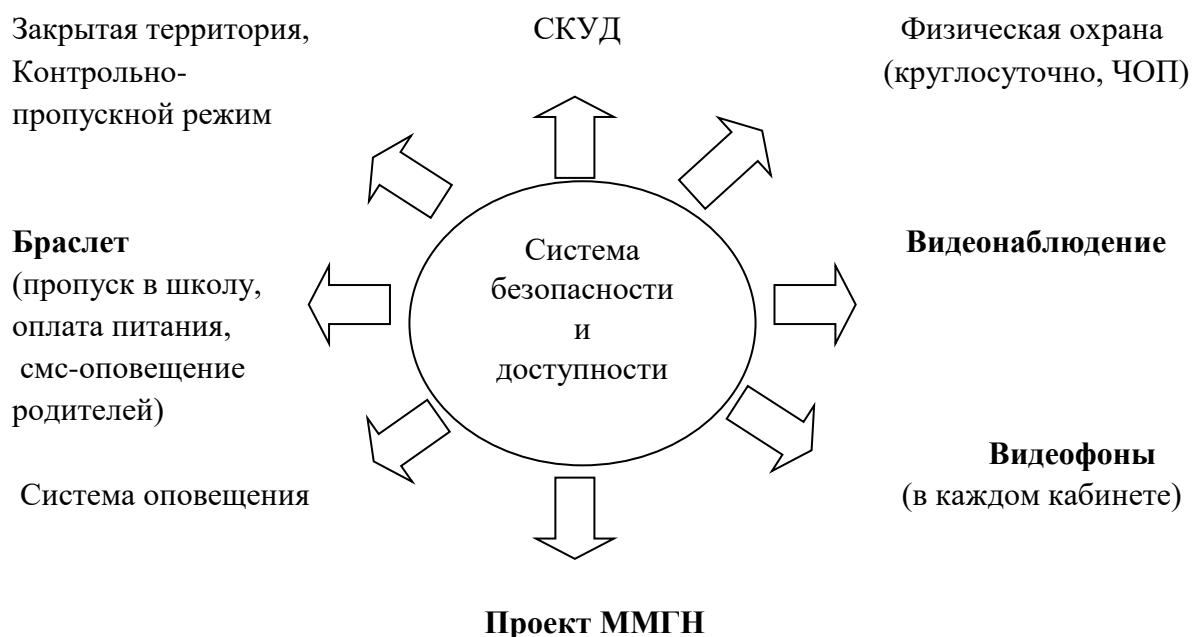 Закрытая территория,
Контрольно-
пропускной режим
СКУД
Физическая охрана
(круглосуточно, ЧОП)
Браслет
(пропуск в школу,
оплата питания,
смс-оповещение
родителей)
Система
безопасности
и
доступности
Видеонаблюдение
Видеофоны
(в каждом кабинете)
Система оповещения
Проект ММГН